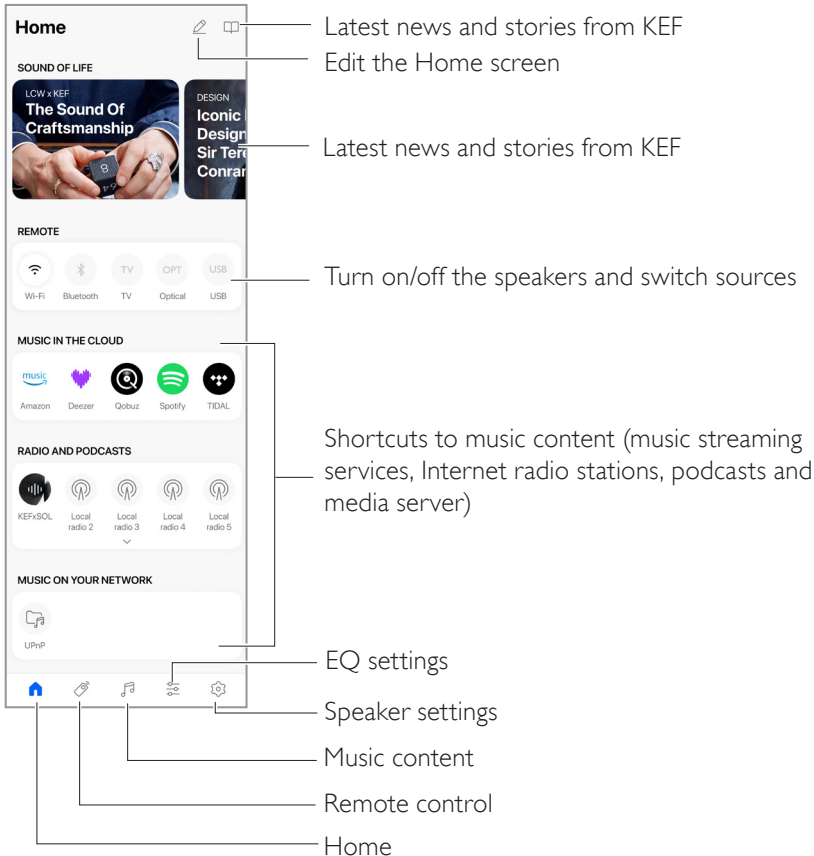 Home
Latest news and stories from KEF
Edit the Home screen
SOUND OF LIFE
LCW x KEF
The Sound Of
Craftsmanship
DESIGN
Iconic
Design
Sir Tere
Conran
8
64
Latest news and stories from KEF
REMOTE
TV
OPT
USB
Wi-Fi
Bluetooth
TV
Optical
USB
Turn on/off the speakers and switch sources
MUSIC IN THE CLOUD
music
Amazon
Deezer
Qobuz
Spotify
TIDAL
RADIO AND PODCASTS
KEFxSOL
Local
radio 2
Local
radio 3
Local
radio 4
Local
radio 5
Shortcuts to music content (music streaming
services, Internet radio stations, podcasts and
media server)
MUSIC ON YOUR NETWORK
UPnP
EQ settings
Speaker settings
Music content
Remote control
Home